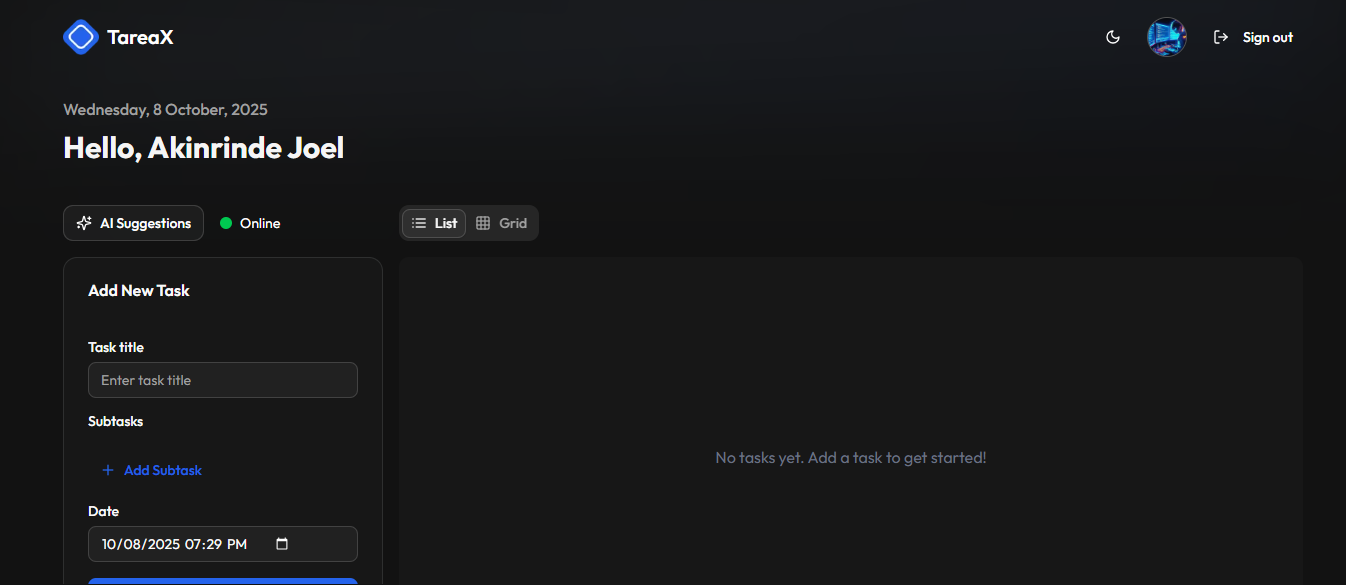 TareaX
Sign out
Wednesday, 8 October, 2025
Hello, Akinrinde Joel
AI Suggestions
Online
List
Grid
Add New Task
Task title
Enter task title
Subtasks
+ Add Subtask
Date
10/08/2025 07:29 PM
No tasks yet. Add a task to get started!